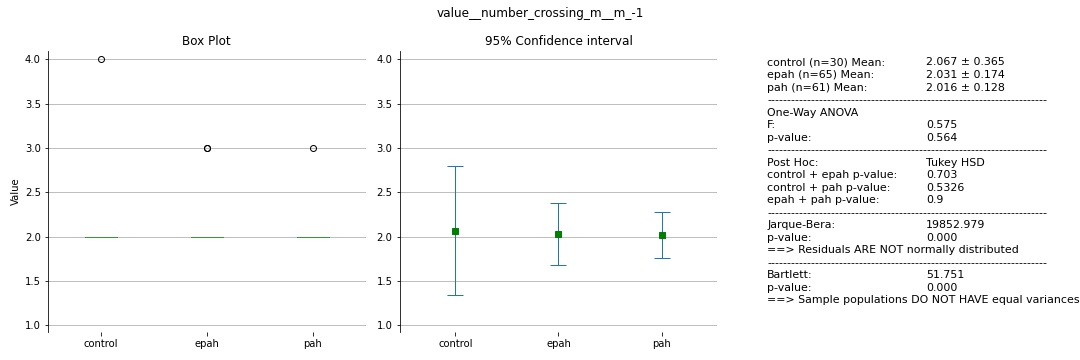 value__number_crossing_m__m_-1
Box Plot
4.0
3.5
3.0
2.5
2.0
1.5
1.0
Value
control
epah
pah
95% Confidence interval
4.0
3.5
3.0
2.5
2.0
1.5
1.0
control
epah
pah
control (n=30) Mean: 2.067 ± 0.365
epah (n=65) Mean: 2.031 ± 0.174
pah (n=61) Mean: 2.016 ± 0.128
One-Way ANOVA
F: 0.575
p-value: 0.564
Post Hoc: Tukey HSD
control + epah p-value: 0.703
control + pah p-value: 0.5326
epah + pah p-value: 0.9
Jarque-Bera: 19852.979
p-value: 0.000
==> Residuals ARE NOT normally distributed
Bartlett: 51.751
p-value: 0.000
==> Sample populations DO NOT HAVE equal variances